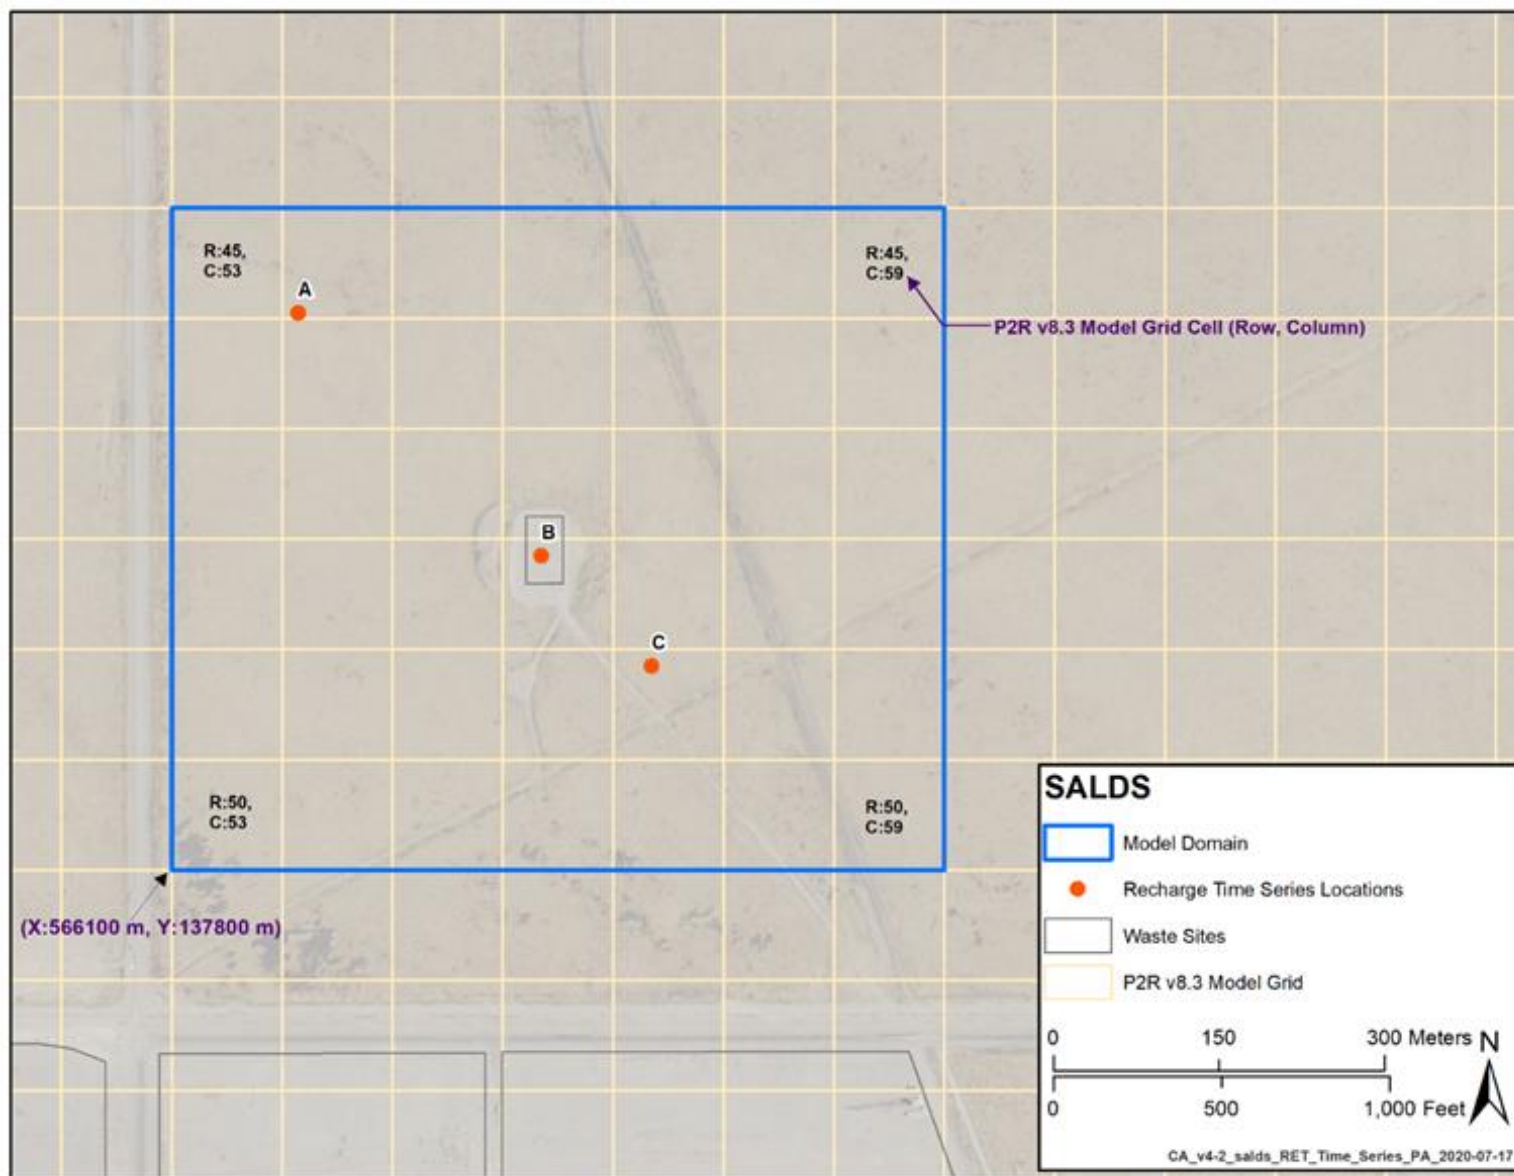 R:45,
C:53
R:45,
C:59
A
P2R v8.3 Model Grid Cell (Row, Column)
B
C
R:50,
C:53
R:50,
C:59
(X:566100 m, Y:137800 m)
SALDS
Model Domain
Recharge Time Series Locations
Waste Sites
P2R v8.3 Model Grid
0 150 300 Meters N
0 500 1,000 Feet
CA_v4-2_salds_RET_Time_Series_PA_2020-07-17